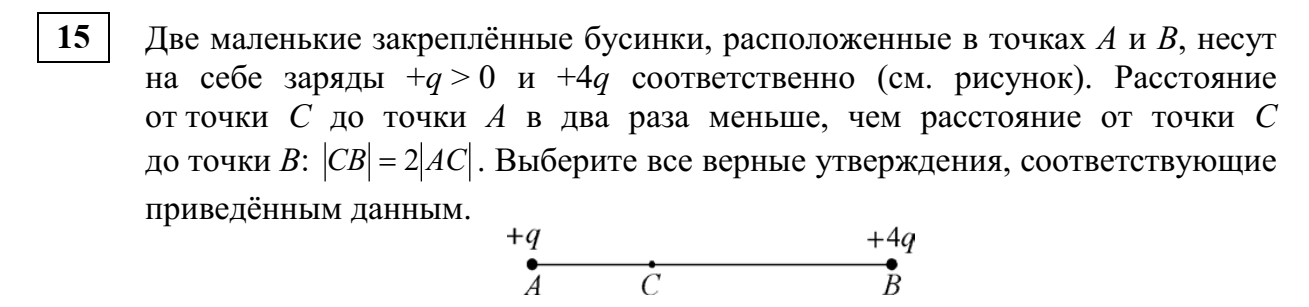 15 Две маленькие закреплённые бусинки, расположенные в точках A и B, несут
на себе заряды +q > 0 и +4q соответственно (см. рисунок). Расстояние
от точки C до точки A в два раза меньше, чем расстояние от точки C
до точки B: |CB| = 2|AC|. Выберите все верные утверждения, соответствующие
приведённым данным.
+q +4q
A C B